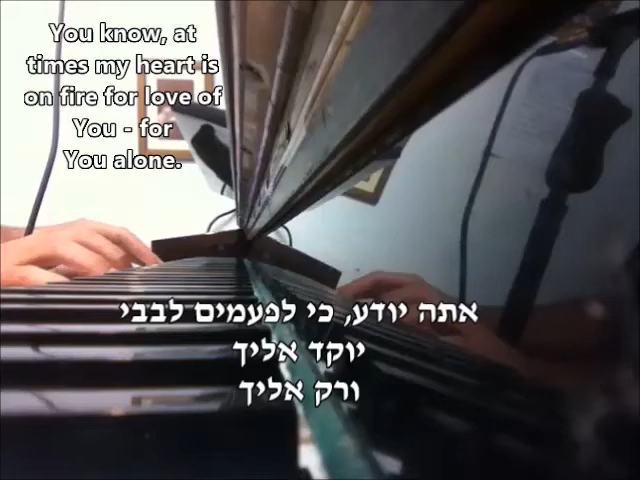 You know, at
times my heart is
on fire for love of
You - for
You alone.
אתה יודע, כי לפעמים לבבי
יוקד אליך
ורק אליך